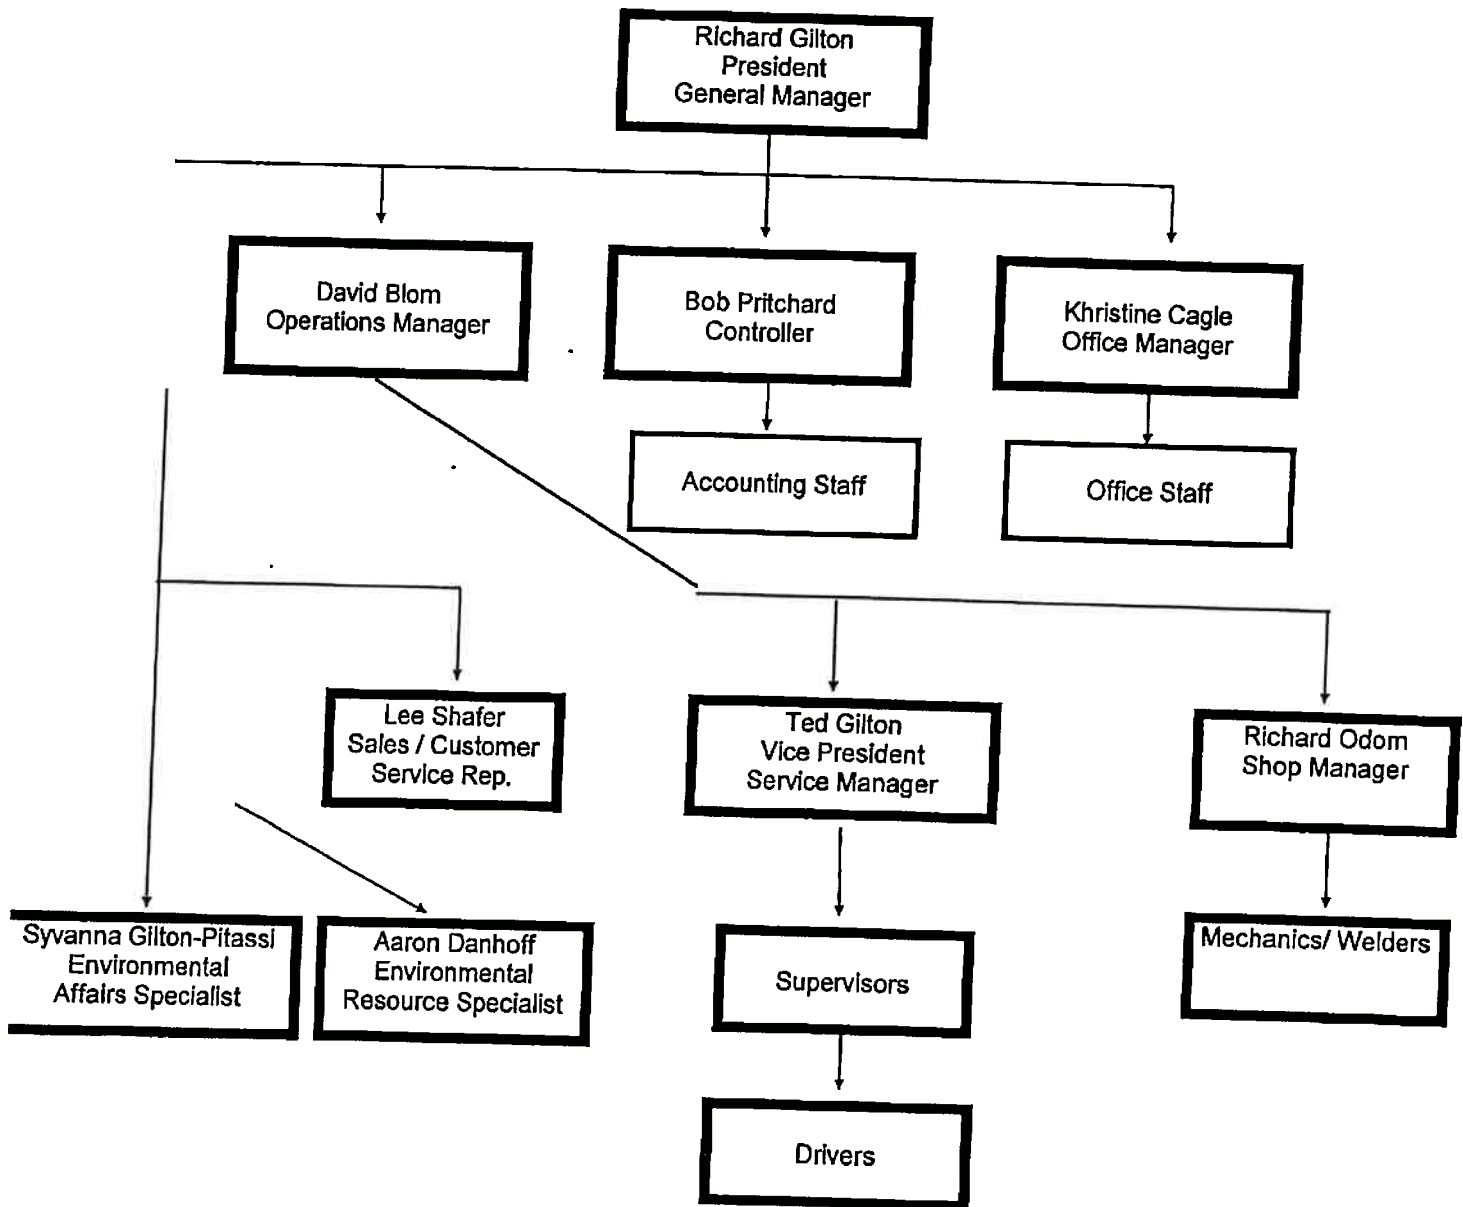 Richard Gilton
President
General Manager
David Blom
Operations Manager
Bob Pritchard
Controller
Khristine Cagle
Office Manager
Accounting Staff
Office Staff
Lee Shafer
Sales / Customer
Service Rep.
Ted Gilton
Vice President
Service Manager
Richard Odom
Shop Manager
Syvanna Gilton-Pitassi
Environmental
Affairs Specialist
Aaron Danhoff
Environmental
Resource Specialist
Supervisors
Mechanics/ Welders
Drivers